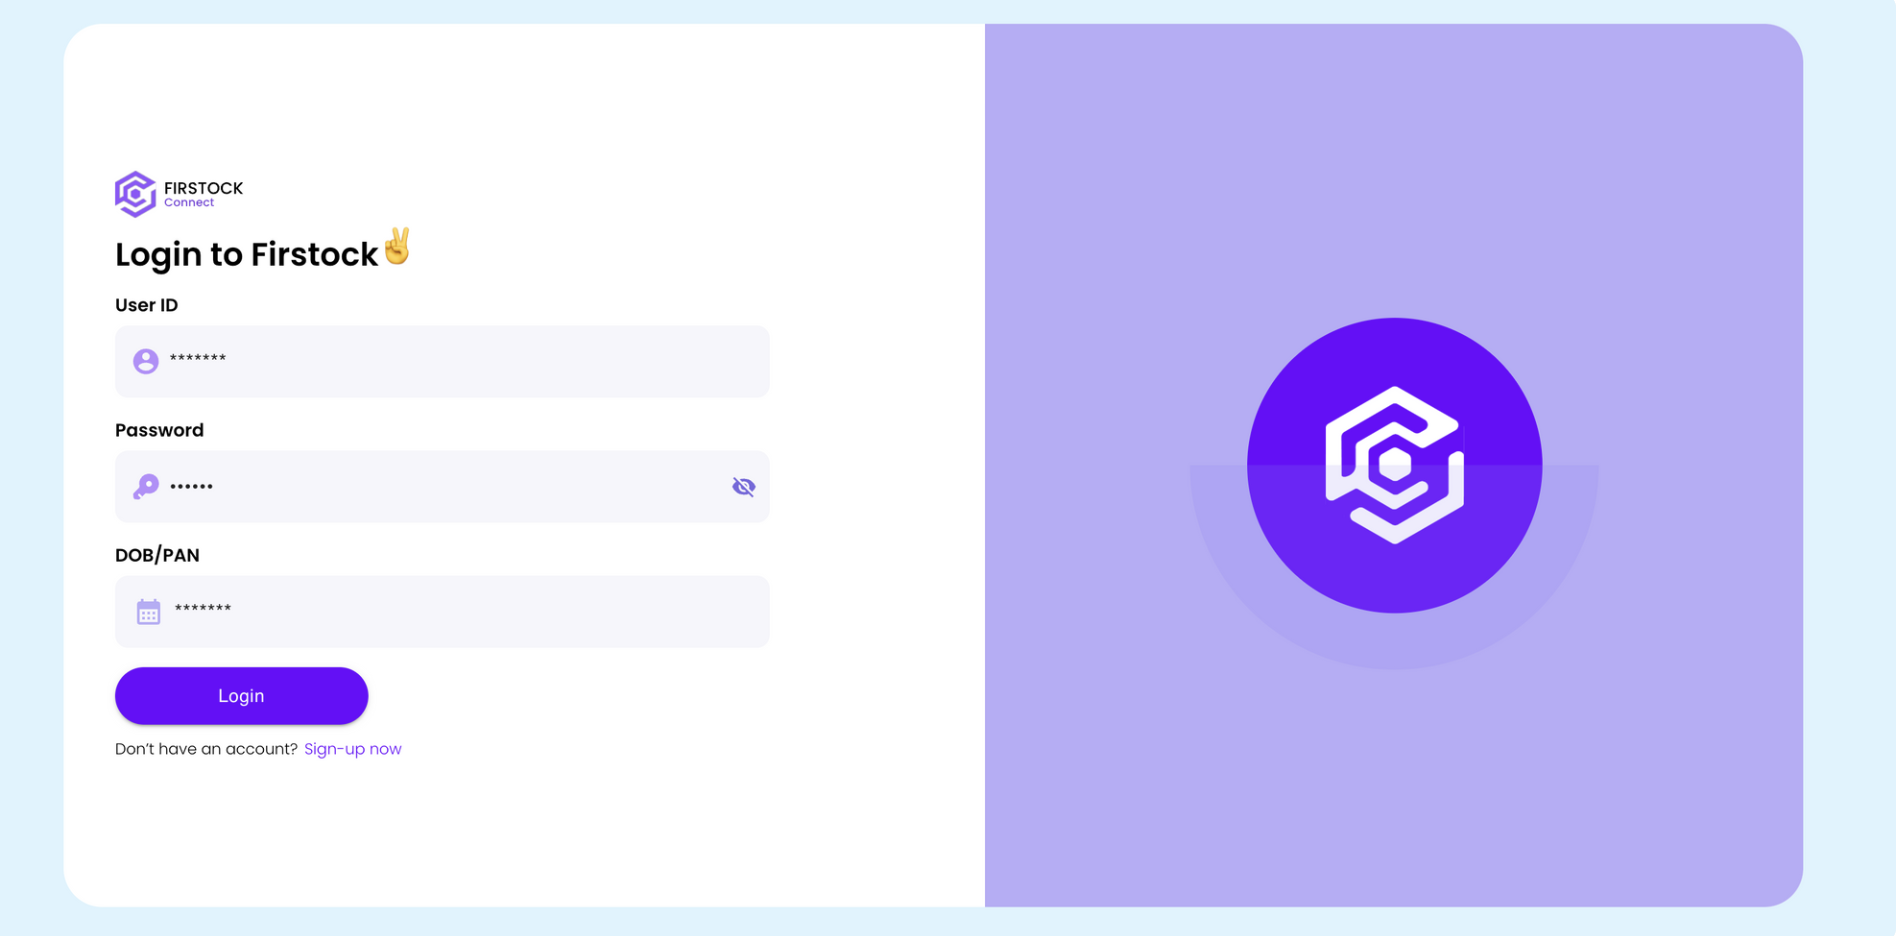 FIRSTOCK
Connect
Login to Firstock✌️
User ID
*******
Password
••••••
DOB/PAN
*******
Login
Don't have an account? Sign-up now